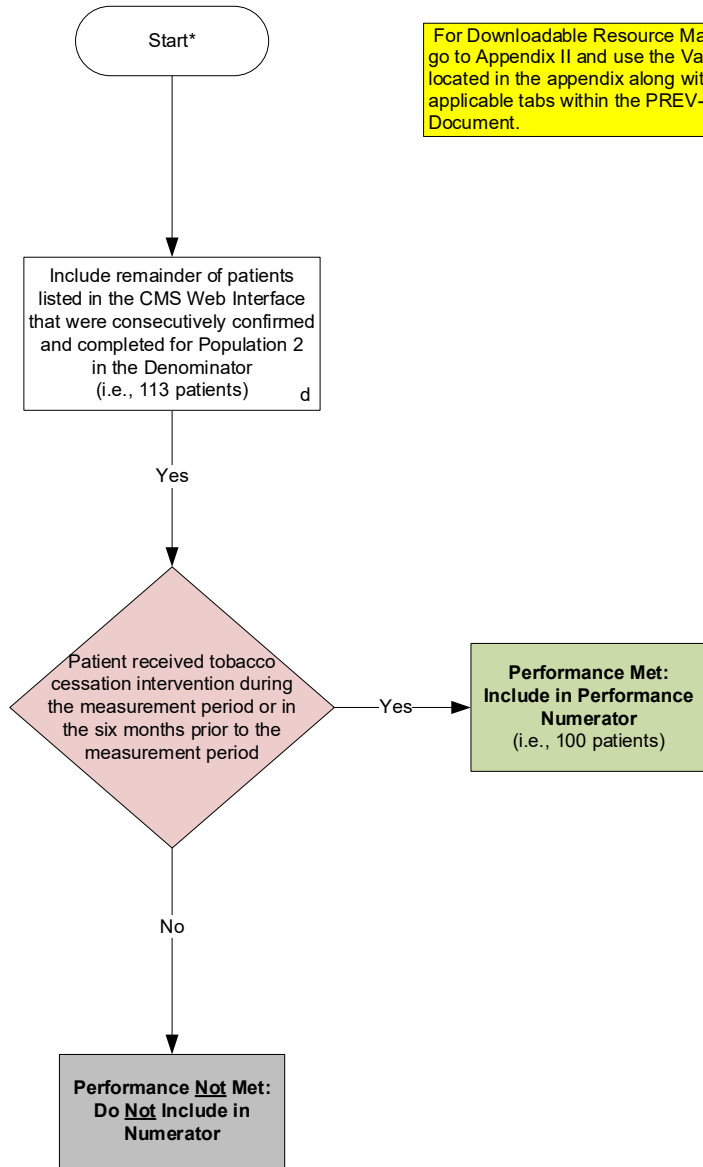 Start*
For Downloadable Resource Ma
go to Appendix II and use the Va
located in the appendix along wit
applicable tabs within the PREV-
Document.
Include remainder of patients
listed in the CMS Web Interface
that were consecutively confirmed
and completed for Population 2
in the Denominator
(i.e., 113 patients)
d
Yes
Patient received tobacco
cessation intervention during
the measurement period or in
the six months prior to the
measurement period
Yes
Performance Met:
Include in Performance
Numerator
(i.e., 100 patients)
No
Performance Not Met:
Do Not Include in
Numerator